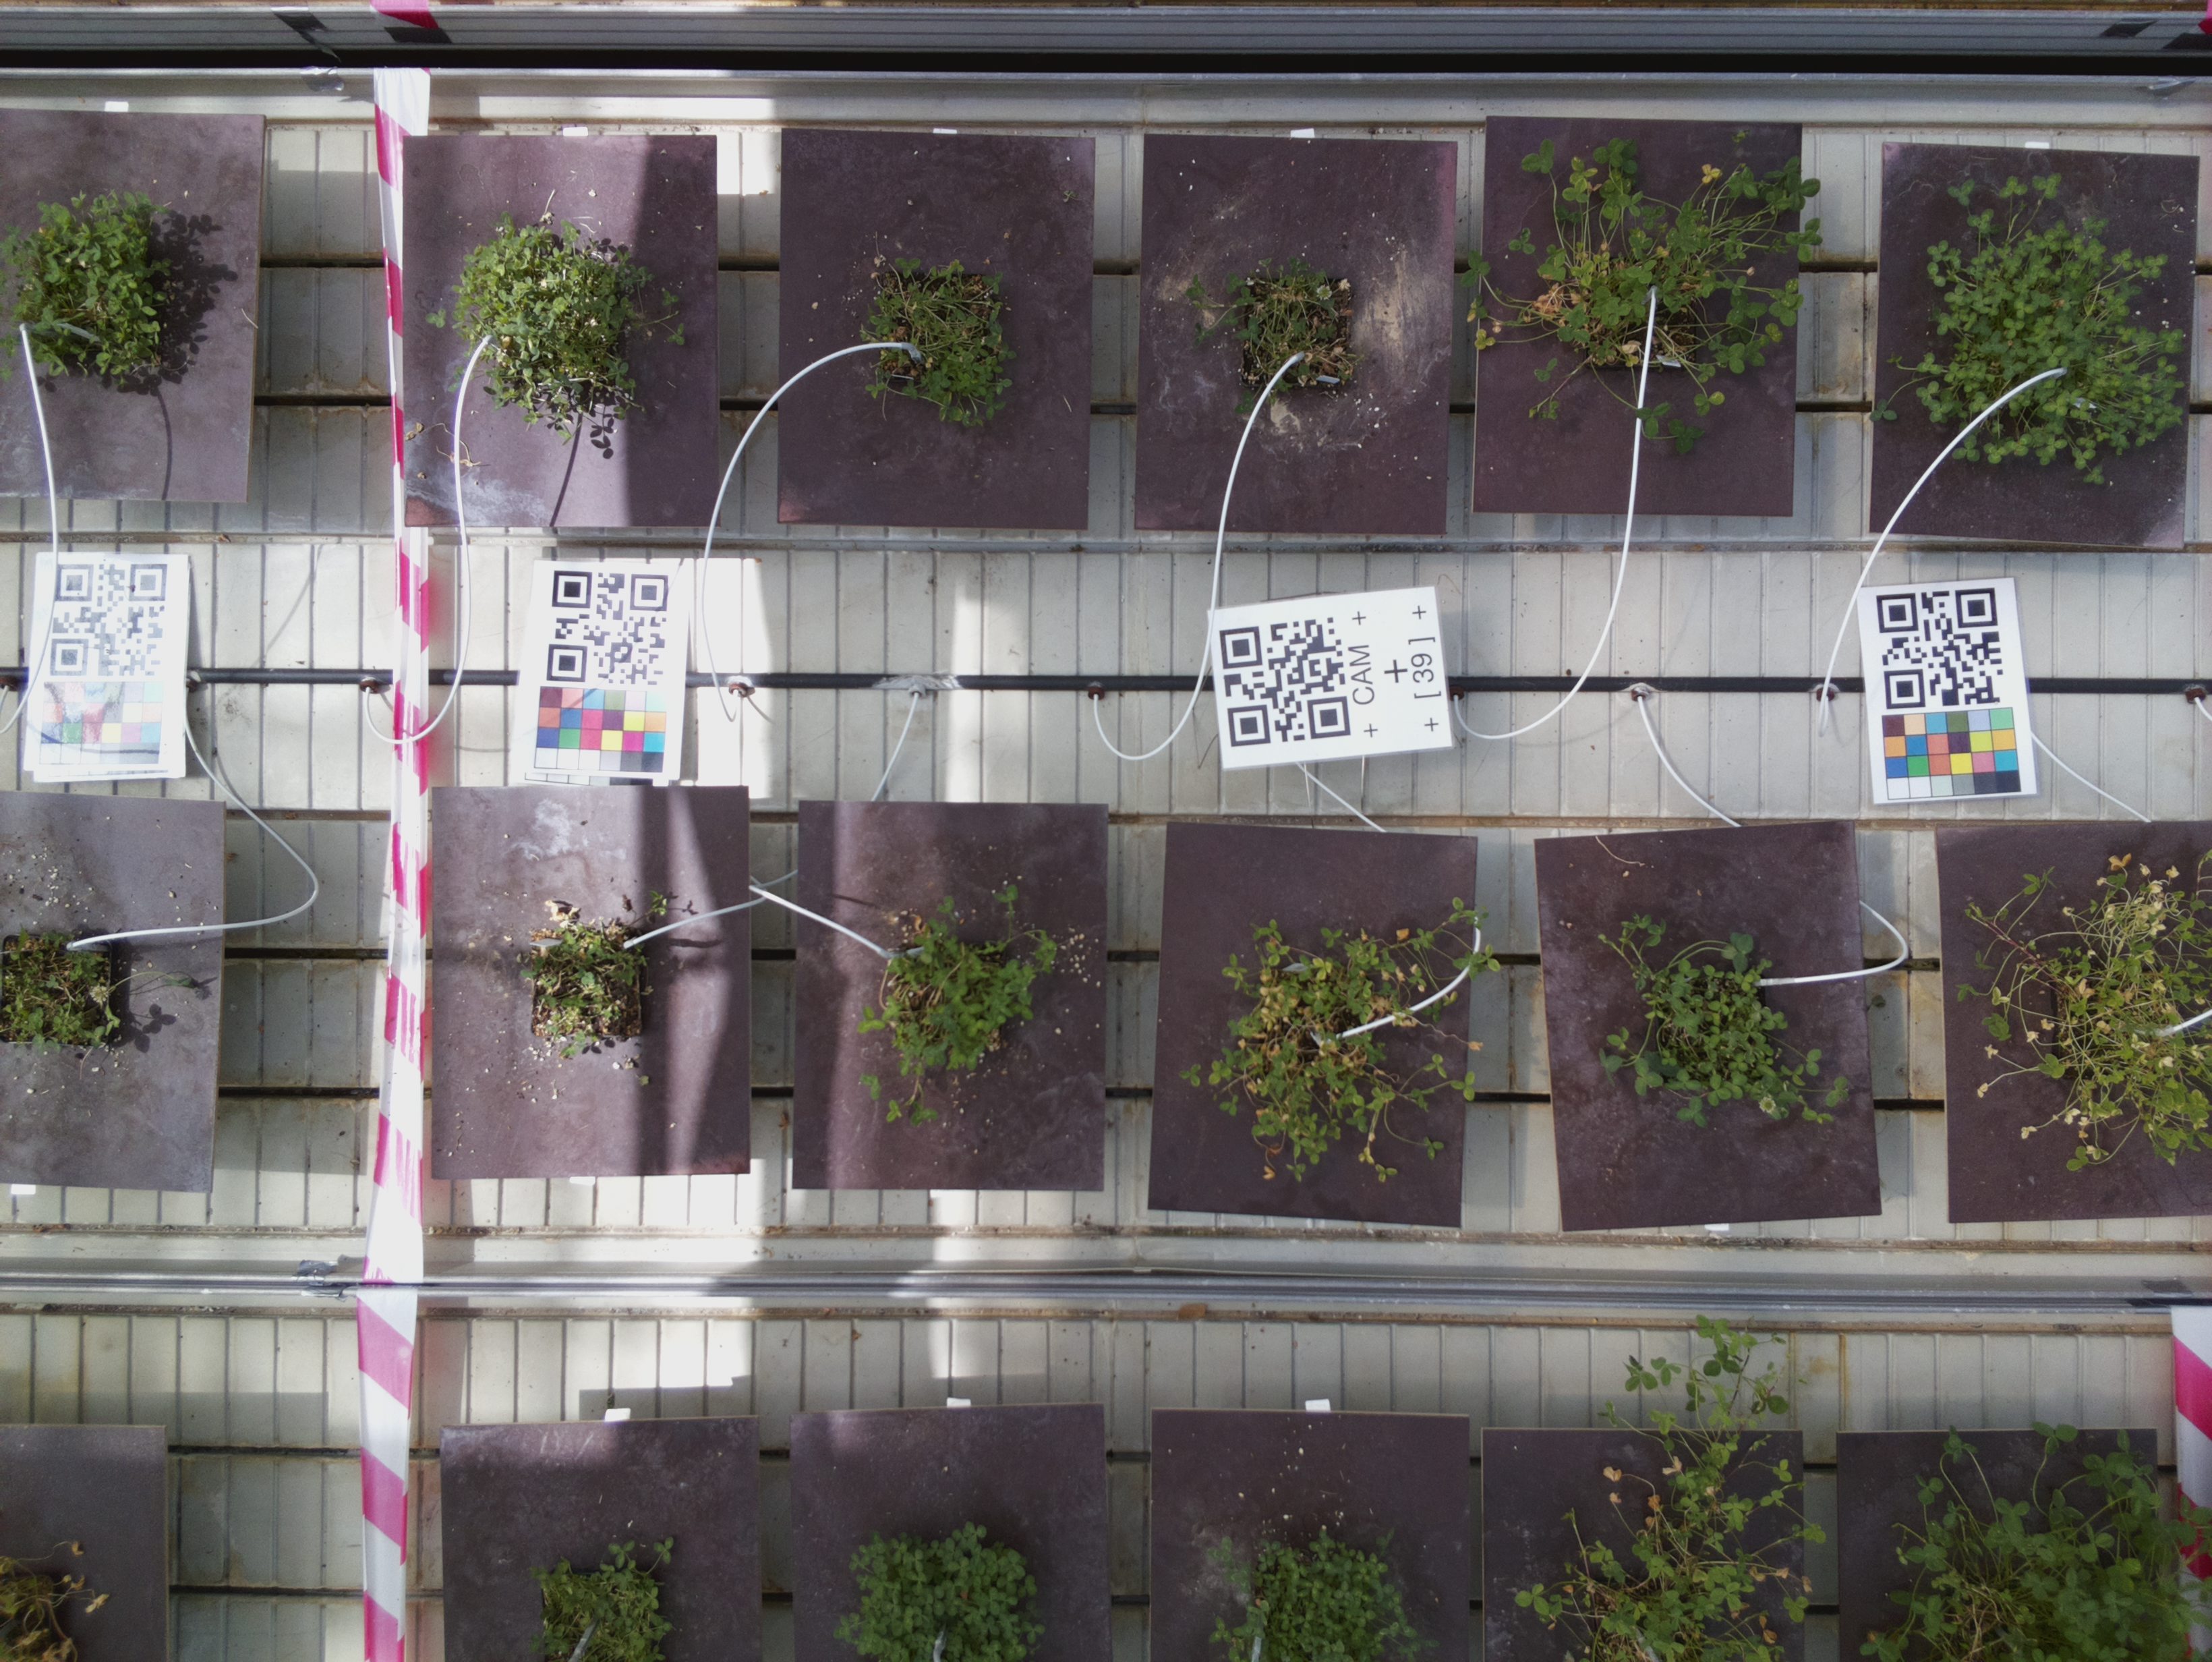 + CAM +
+
+ [ 39 ] +